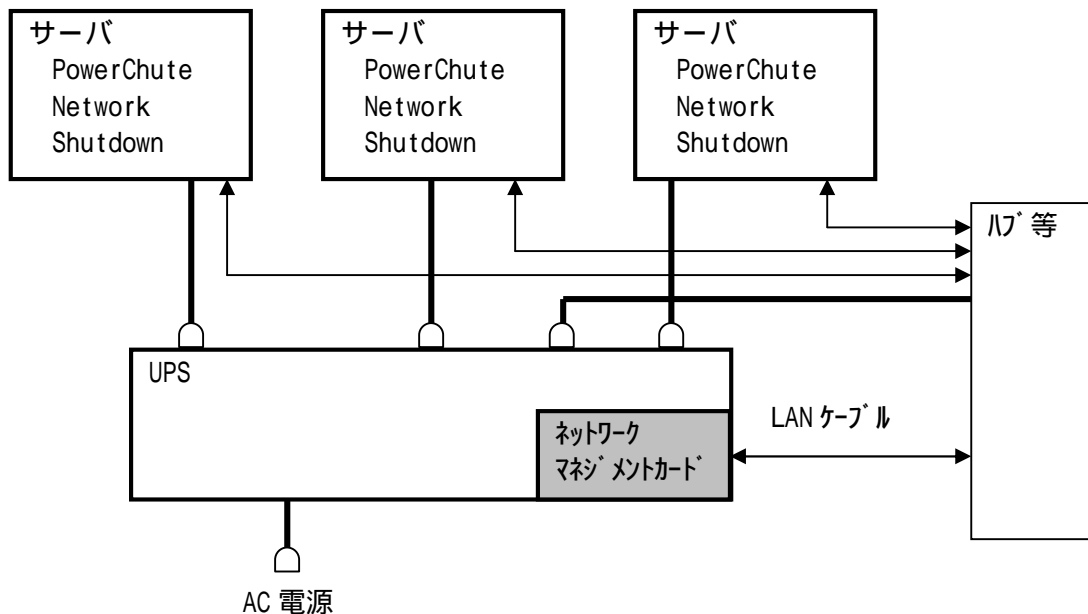 サーバ
PowerChute
Network
Shutdown
サーバ
PowerChute
Network
Shutdown
サーバ
PowerChute
Network
Shutdown
ﾊﾌﾞ等
UPS
ﾈｯﾄﾜｰｸ
ﾏﾈｼﾞﾒﾝﾄｶｰﾄﾞ
LAN ｹｰﾌﾞﾙ
AC 電源